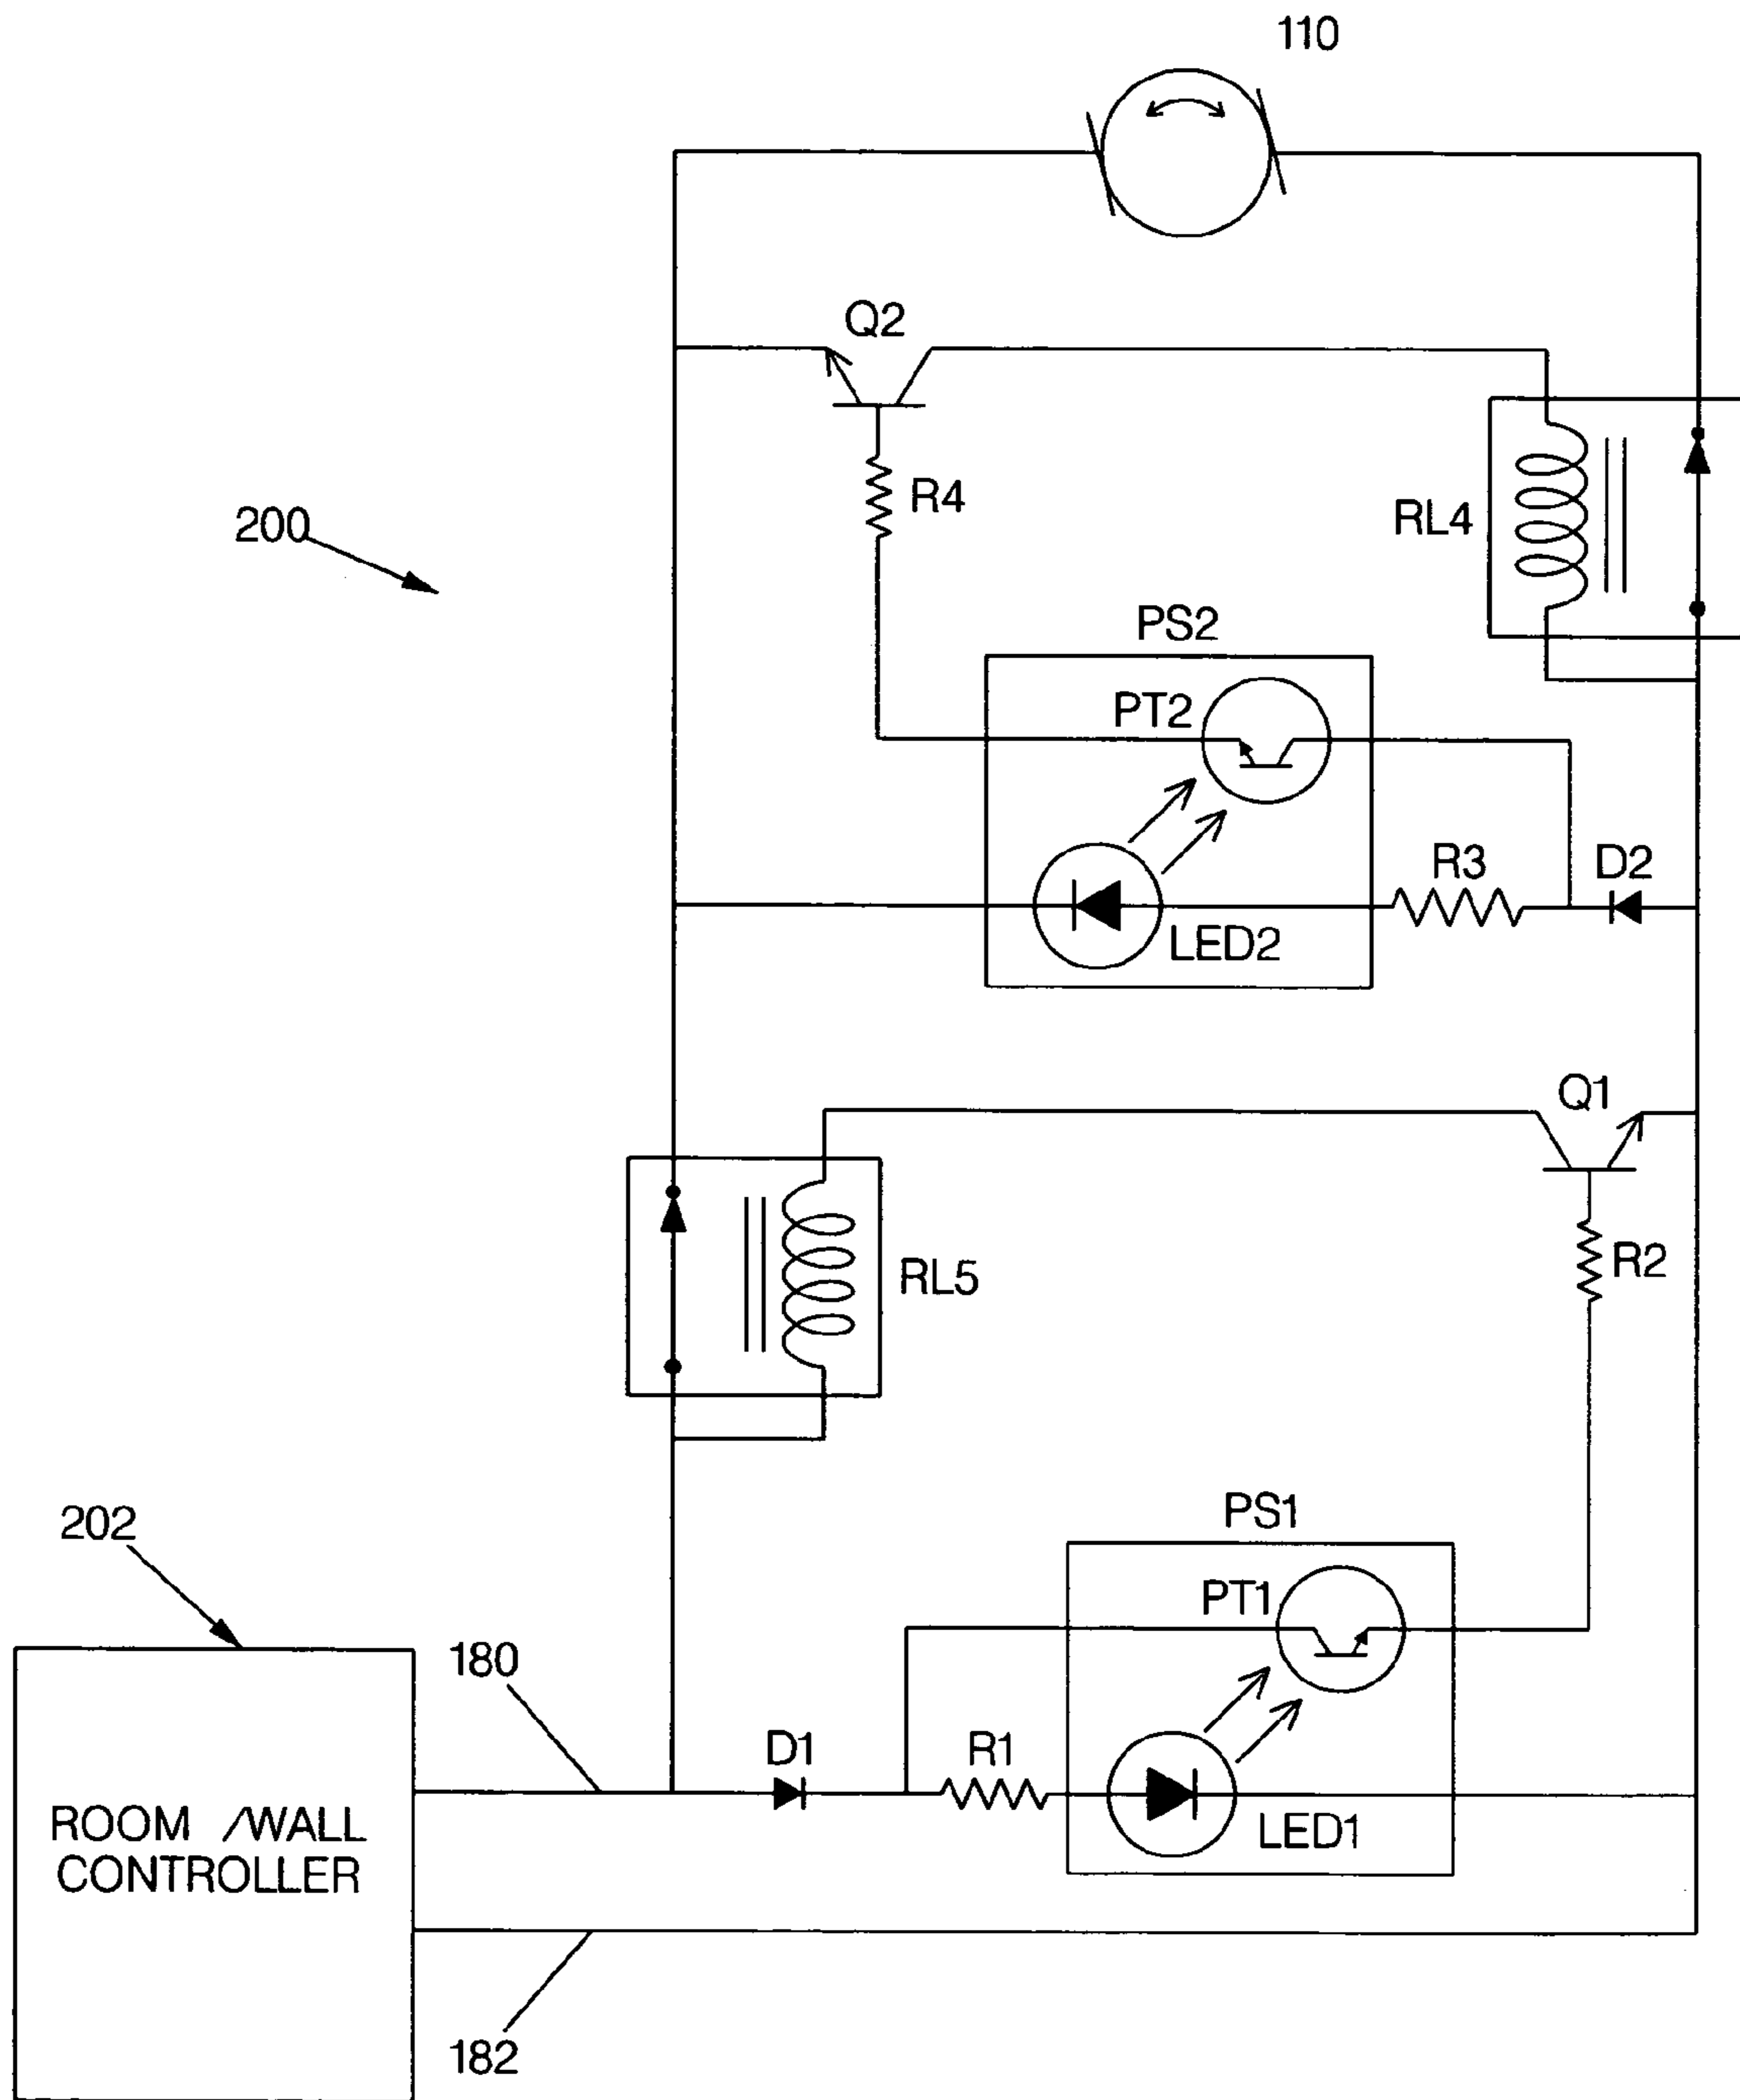 110
Q2
R4
200
RL4
PS2
PT2
R3
D2
LED2
Q1
R2
RL5
202
PS1
PT1
180
D1
R1
LED1
ROOM /WALL
CONTROLLER
182